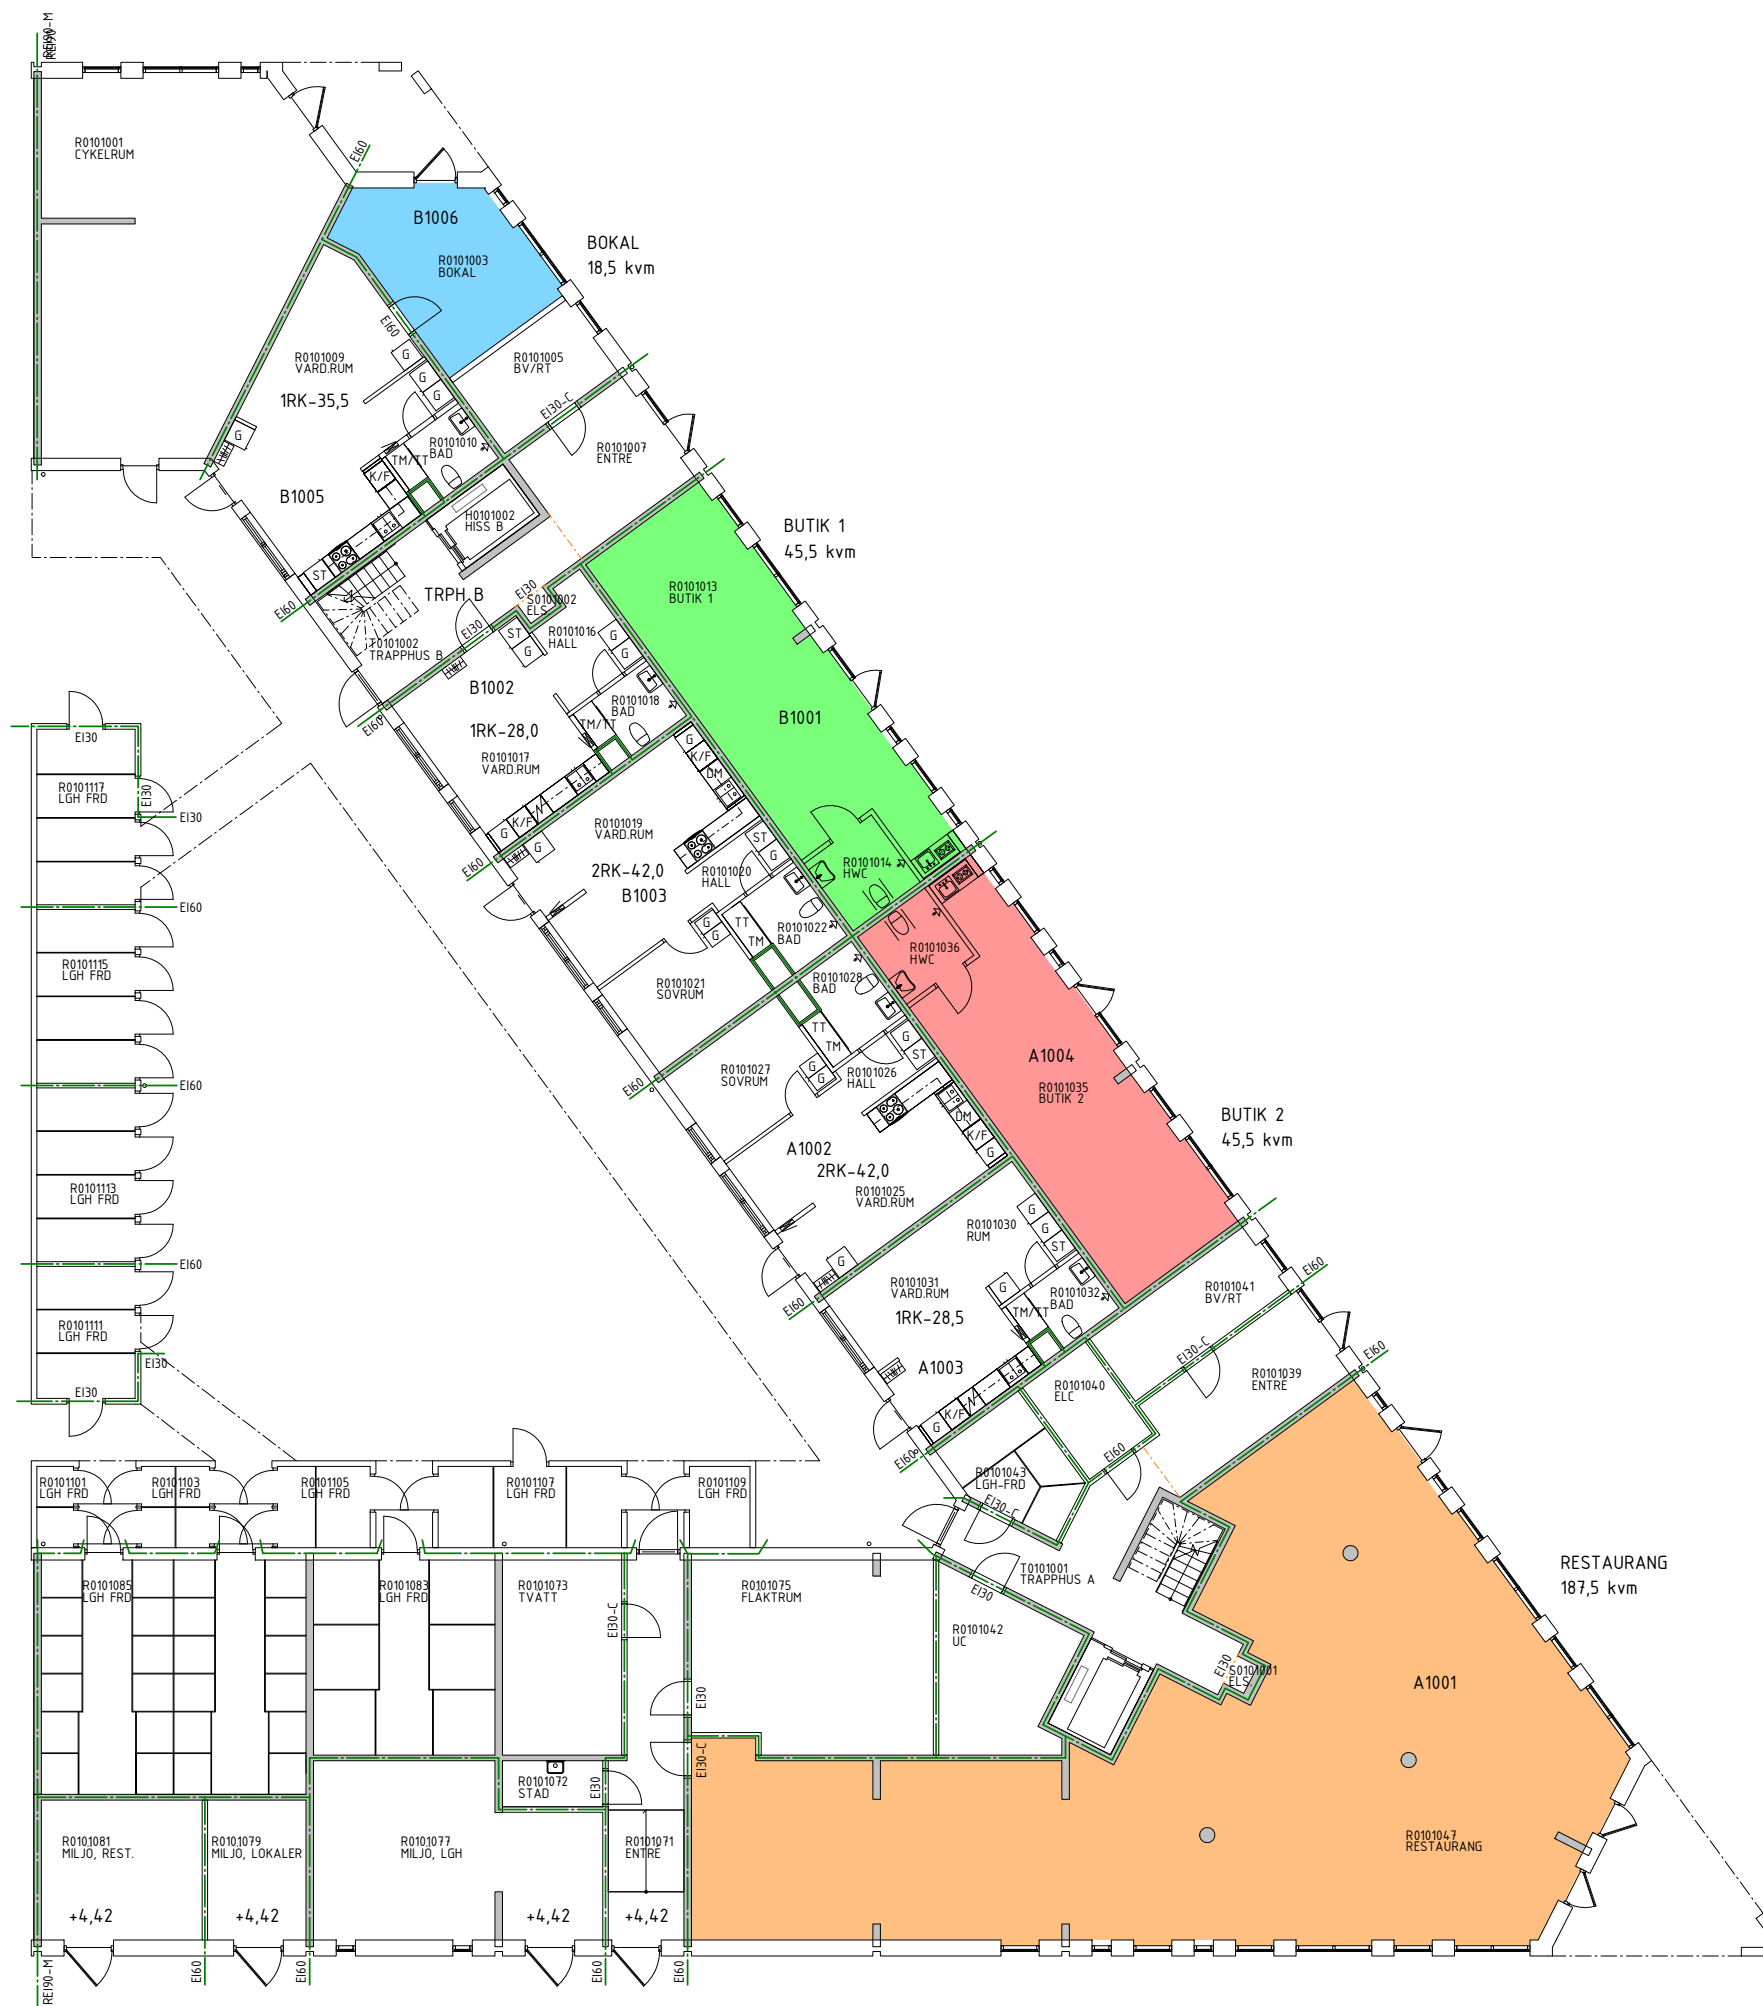 REI90-M
R0101001
CYKELRUM
EI60
B1006
R0101003
BOKAL
BOKAL
18,5 kvm
EI60
R0101009
VARD.RUM
1RK-35,5
G
G
G
G
R0101005
BV/RT
EI30-C
R0101007
ENTRE
R0101010
BAD
TM/TT
K/F
B1005
H0101002
HISS B
ST
EI60
TRPH B
EI30
S0101002
ELS
T0101002
TRAPPHUS B
EI30
ST
G
R0101016
HALL
G
G
BUTIK 1
45,5 kvm
R0101013
BUTIK 1
B1001
B1002
1RK-28,0
R0101017
VARD.RUM
R0101018
BAD
TM/TT
EI60
G
K/F
DM
G
K/F
G
EI60
R0101019
VARD.RUM
2RK-42,0
B1003
R0101020
HALL
ST
G
R0101014
HWC
G
G
TT
TM
R0101022
BAD
R0101021
SOVRUM
R0101036
HWC
R0101028
BAD
TT
TM
G
ST
R0101027
SOVRUM
G
G
R0101026
HALL
EI60
A1004
R0101035
BUTIK 2
BUTIK 2
45,5 kvm
DM
K/F
G
A1002
2RK-42,0
R0101025
VARD.RUM
G
R0101030
RUM
G
G
ST
R0101031
VARD.RUM
1RK-28,5
G
R0101032
BAD
TM/TT
EI60
A1003
G
K/F
EI60
R0101041
BV/RT
EI60
EI30-C
R0101039
ENTRE
EI60
R0101040
ELC
EI60
R0101043
LGH-FRD
EI30-C
T0101001
TRAPPHUS A
EI30
R0101042
UC
EI30
S0101001
ELS
RESTAURANG
187,5 kvm
A1001
R0101047
RESTAURANG
EI30
R0101117
LGH FRD
EI30
EI30
EI60
R0101115
LGH FRD
EI60
R0101113
LGH FRD
EI60
R0101111
LGH FRD
EI30
EI30
R0101101
LGH FRD
R0101103
LGH FRD
R0101105
LGH FRD
R0101107
LGH FRD
R0101109
LGH FRD
R0101085
LGH FRD
R0101083
LGH FRD
R0101073
TVATT
EI30-C
R0101075
FLAKTRUM
EI30
EI30-C
R0101072
STAD
EI30
R0101081
MILJO, REST.
R0101079
MILJO, LOKALER
R0101077
MILJO, LGH
R0101071
ENTRE
+4,42
+4,42
+4,42
+4,42
REI90-M
EI60
EI60
EI60
EI60